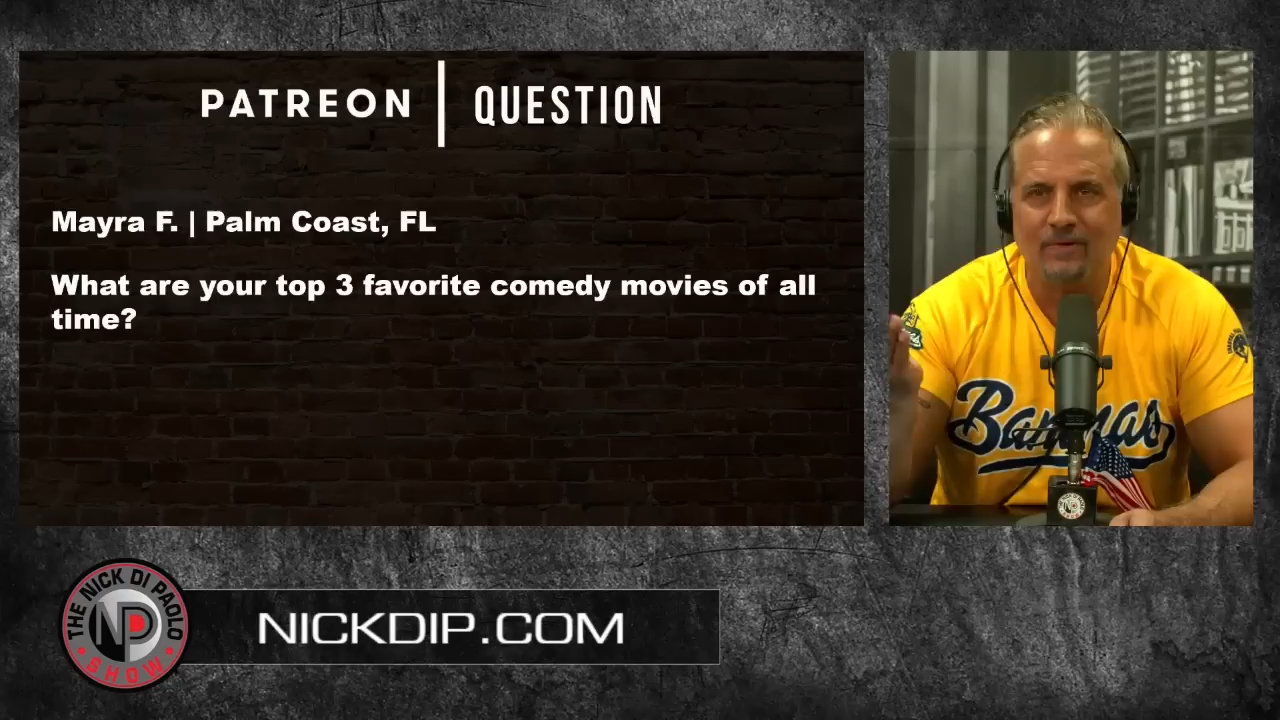 PATREON | QUESTION
Mayra F. | Palm Coast, FL
What are your top 3 favorite comedy movies of all
time?
Bananas
THE NICK DI PAOLO
SHOW
NP
NICKDIP.COM